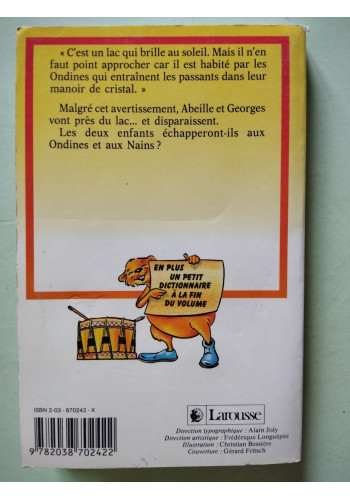 « C'est un lac qui brille au soleil. Mais il n'en
faut point approcher car il est habité par les
Ondines qui entraînent les passants dans leur
manoir de cristal. »
Malgré cet avertissement, Abeille et Georges
vont près du lac... et disparaissent.
Les deux enfants échapperont-ils aux
Ondines et aux Nains ?
EN PLUS
UN PETIT
DICTIONNAIRE
À LA FIN
DU VOLUME
ISBN 2-03-870242-X
9 782038 702422
Larousse
Direction typographique : Alain Joly
Direction artistique : Frédérique Longuépée
Illustration : Christian Bessière
Couverture : Gérard Fritsch